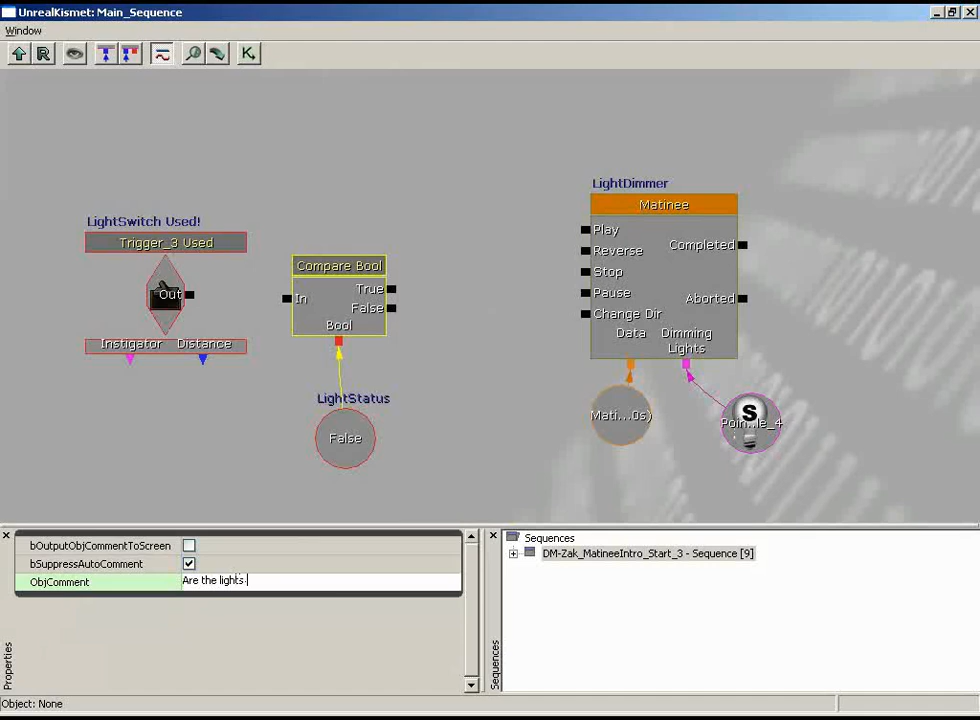 UnrealKismet: Main_Sequence
Window
R
K
LightDimmer
Matinee
Play
Reverse
Stop
Pause
Change Dir
Completed
Aborted
Data
Dimming
Lights
LightSwitch Used!
Trigger_3 Used
Out
Instigator
Distance
Compare Bool
In
True
False
Bool
LightStatus
False
Mati...0s)
S
Poin...le_4
bOutputObjCommentToScreen
bSuppressAutoComment
ObjComment
Are the lights
Properties
Sequences
Sequences
DM-Zak_MatineeIntro_Start_3 - Sequence [9]
Object: None